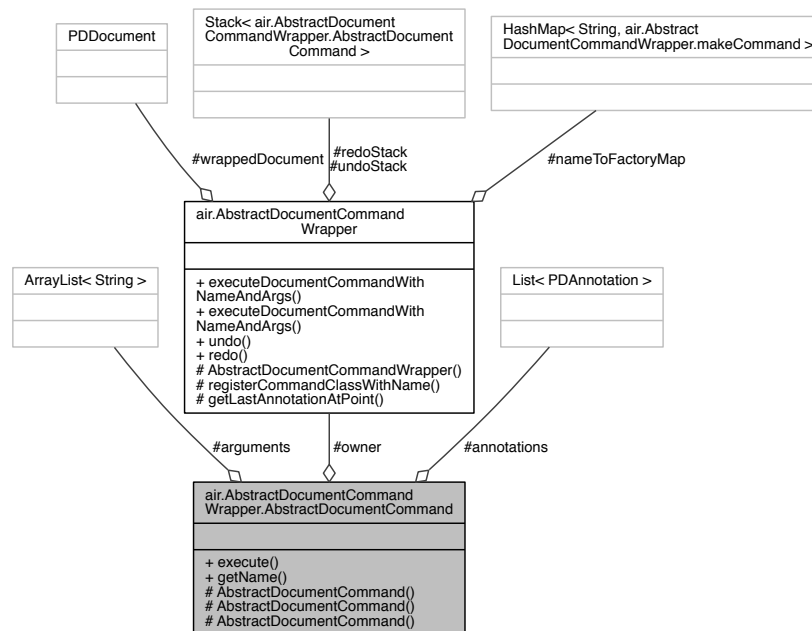 PDDocument
Stack< air.AbstractDocument
CommandWrapper.AbstractDocument
Command >
HashMap< String, air.Abstract
DocumentCommandWrapper.makeCommand >
#wrappedDocument
#redoStack
#undoStack
#nameToFactoryMap
air.AbstractDocumentCommand
Wrapper
+ executeDocumentCommandWith
NameAndArgs()
+ executeDocumentCommandWith
NameAndArgs()
+ undo()
+ redo()
# AbstractDocumentCommandWrapper()
# registerCommandClassWithName()
# getLastAnnotationAtPoint()
ArrayList< String >
List< PDAnnotation >
#arguments
#owner
#annotations
air.AbstractDocumentCommand
Wrapper.AbstractDocumentCommand
+ execute()
+ getName()
# AbstractDocumentCommand()
# AbstractDocumentCommand()
# AbstractDocumentCommand()